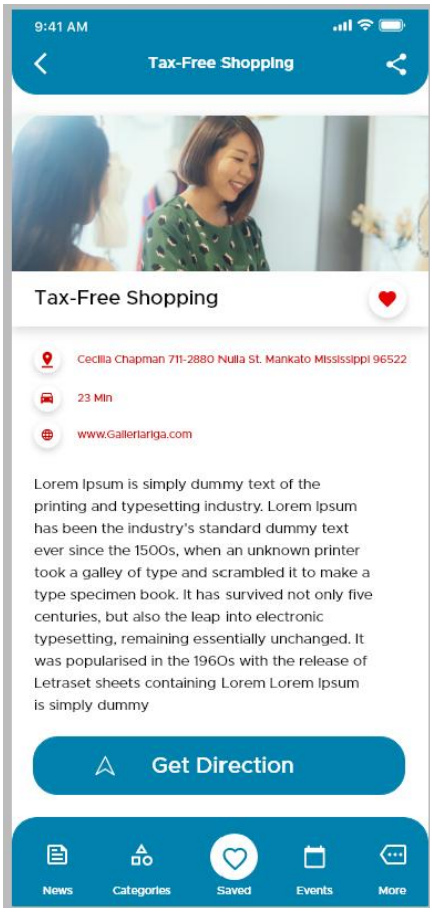 9:41 AM
Tax-Free Shopping
Tax-Free Shopping
Cecilia Chapman 711-2880 Nulla St. Mankato Mississippi 96522
23 Min
www.Galleriariga.com
Lorem Ipsum is simply dummy text of the
printing and typesetting industry. Lorem Ipsum
has been the industry's standard dummy text
ever since the 1500s, when an unknown printer
took a galley of type and scrambled it to make a
type specimen book. It has survived not only five
centuries, but also the leap into electronic
typesetting, remaining essentially unchanged. It
was popularised in the 1960s with the release of
Letraset sheets containing Lorem Lorem Ipsum
is simply dummy
Get Direction
News Categories Saved Events More